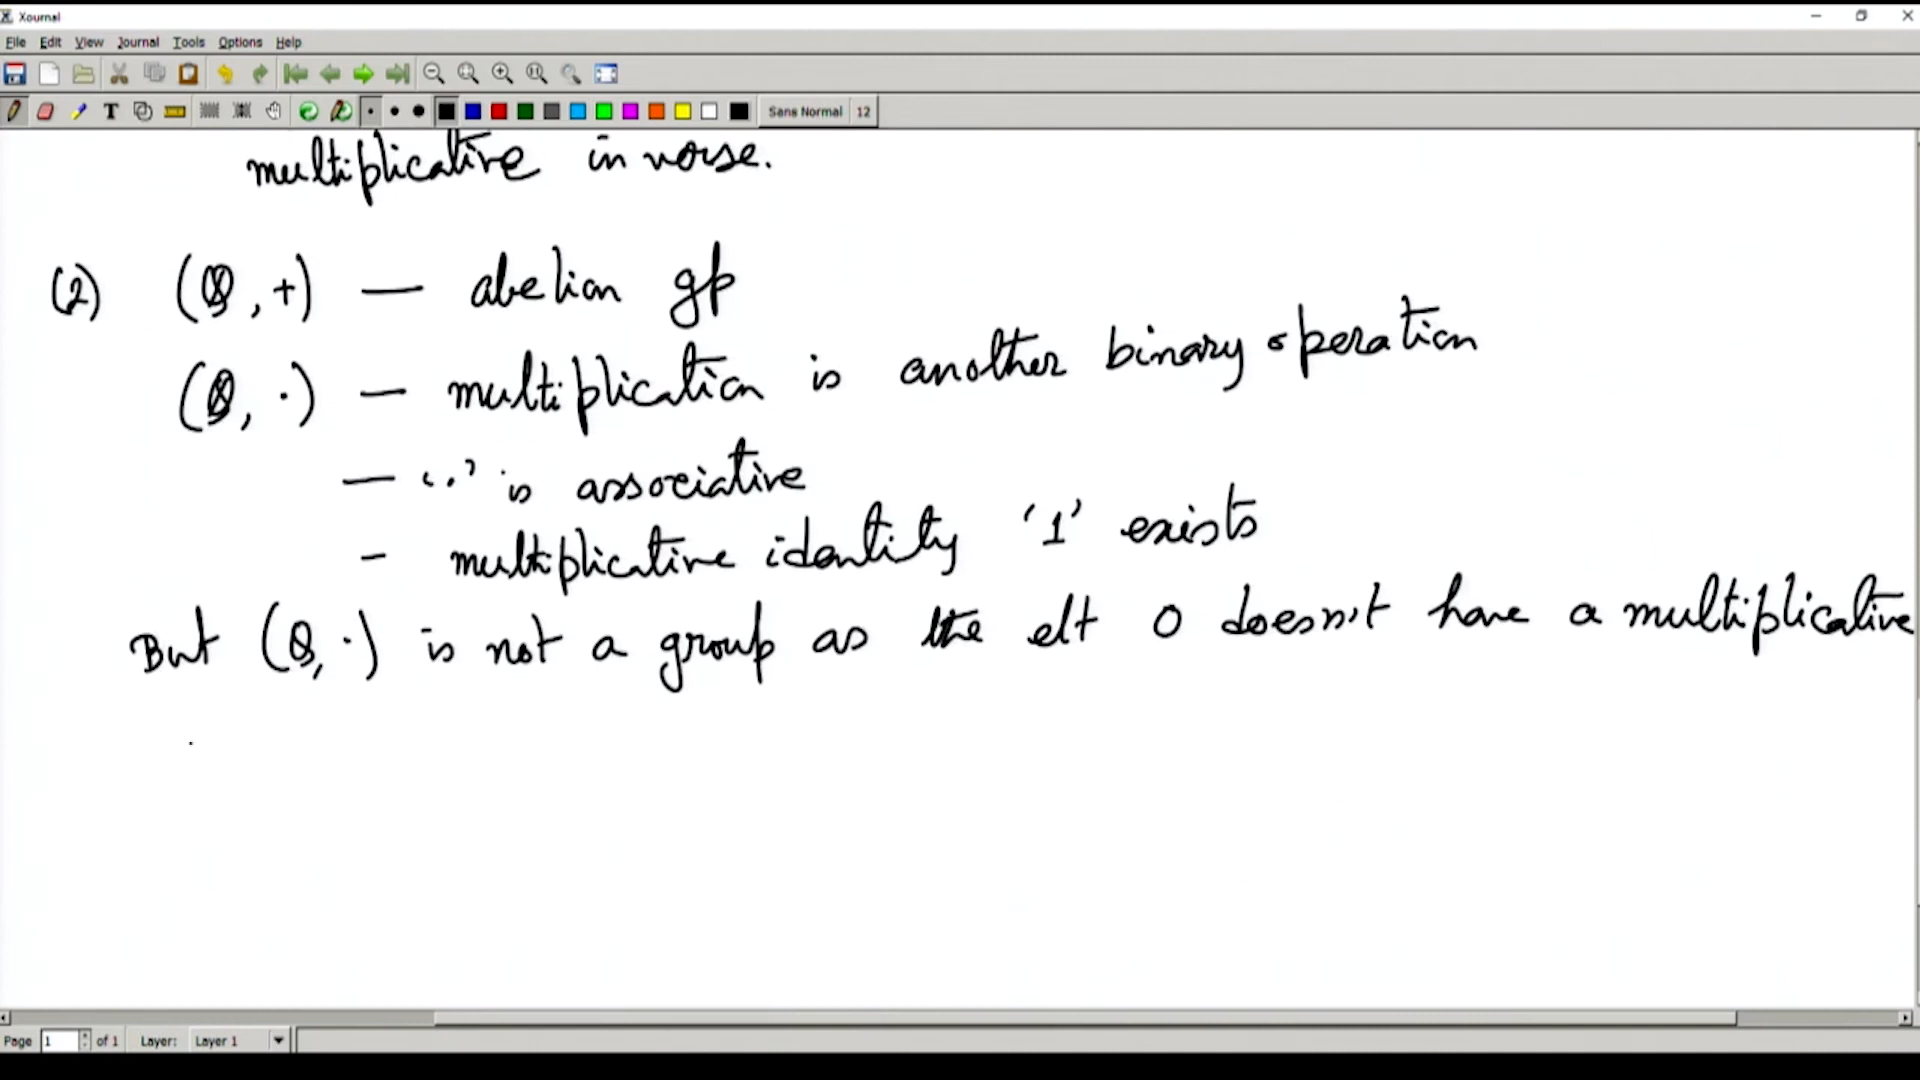 Xournal
File Edit View Journal Tools Options Help
Sans Normal 12
multiplicative inverse.
(2) (Q, +) — abelian gp
(Q, ·) — multiplication is another binary operation
— '·' is associative
- multiplicative identity '1' exists
But (Q, ·) is not a group as the elt 0 doesn't have a multiplicative
Page 1 of 1 Layer: Layer 1